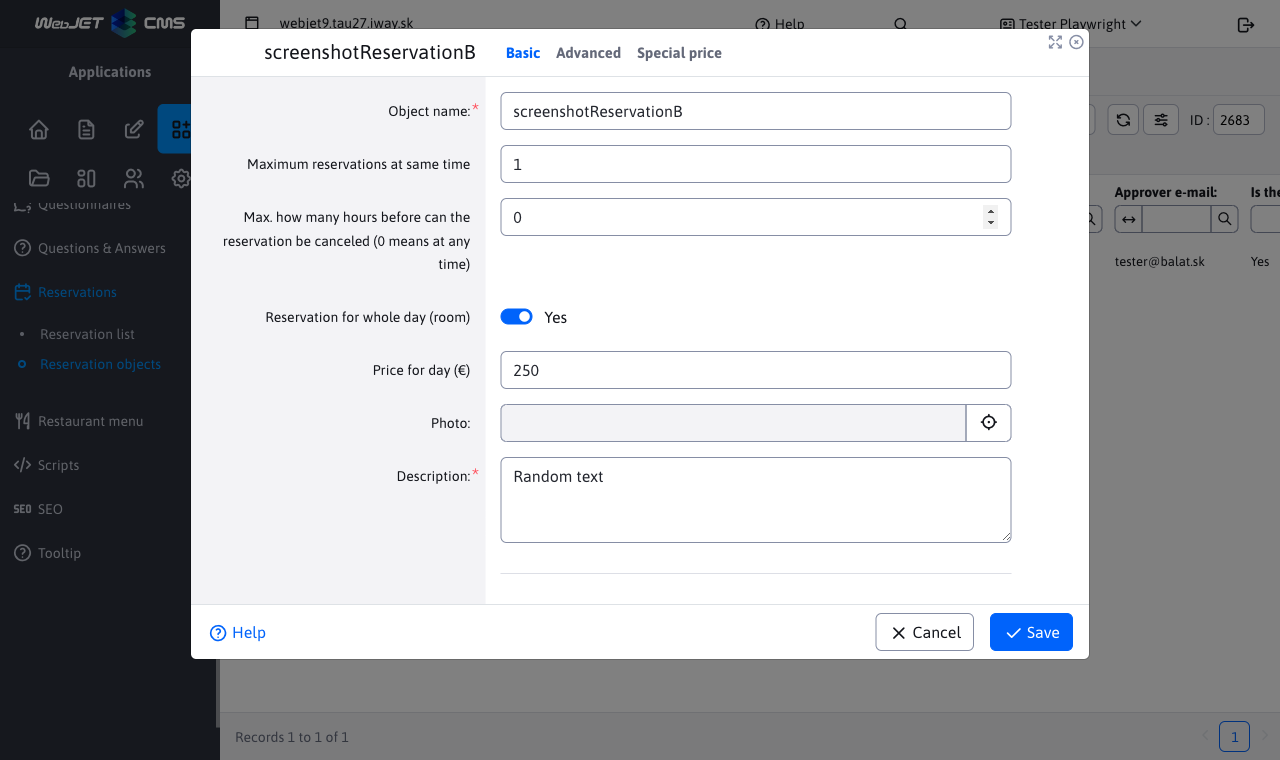 WebJET CMS
webjet9.tau27.iway.sk
Help
Tester Playwright
screenshotReservationB
Basic
Advanced
Special price
Applications
ID :
2683
Object name:*
screenshotReservationB
Maximum reservations at same time
1
Max. how many hours before can the
reservation be canceled (0 means at any
time)
0
Approver e-mail:
Is the
Questionnaires
Questions & Answers
tester@balat.sk
Yes
Reservations
Reservation for whole day (room)
Yes
Reservation list
Reservation objects
Price for day (€)
250
Restaurant menu
Photo:
Scripts
Description:*
Random text
SEO SEO
Tooltip
Help
Cancel
Save
Records 1 to 1 of 1
1